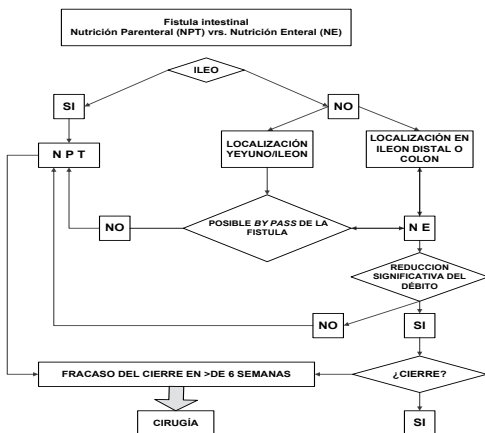 Fistula intestinal
Nutrición Parenteral (NPT) vrs. Nutrición Enteral (NE)
ILEO
SI
NO
LOCALIZACIÓN
YEYUNO/ILEON
LOCALIZACIÓN EN
ILEON DISTAL O
COLON
N P T
NO
POSIBLE BY PASS DE LA
FISTULA
N E
REDUCCION
SIGNIFICATIVA DEL
DÉBITO
NO
SI
FRACASO DEL CIERRE EN >DE 6 SEMANAS
¿CIERRE?
CIRUGÍA
SI